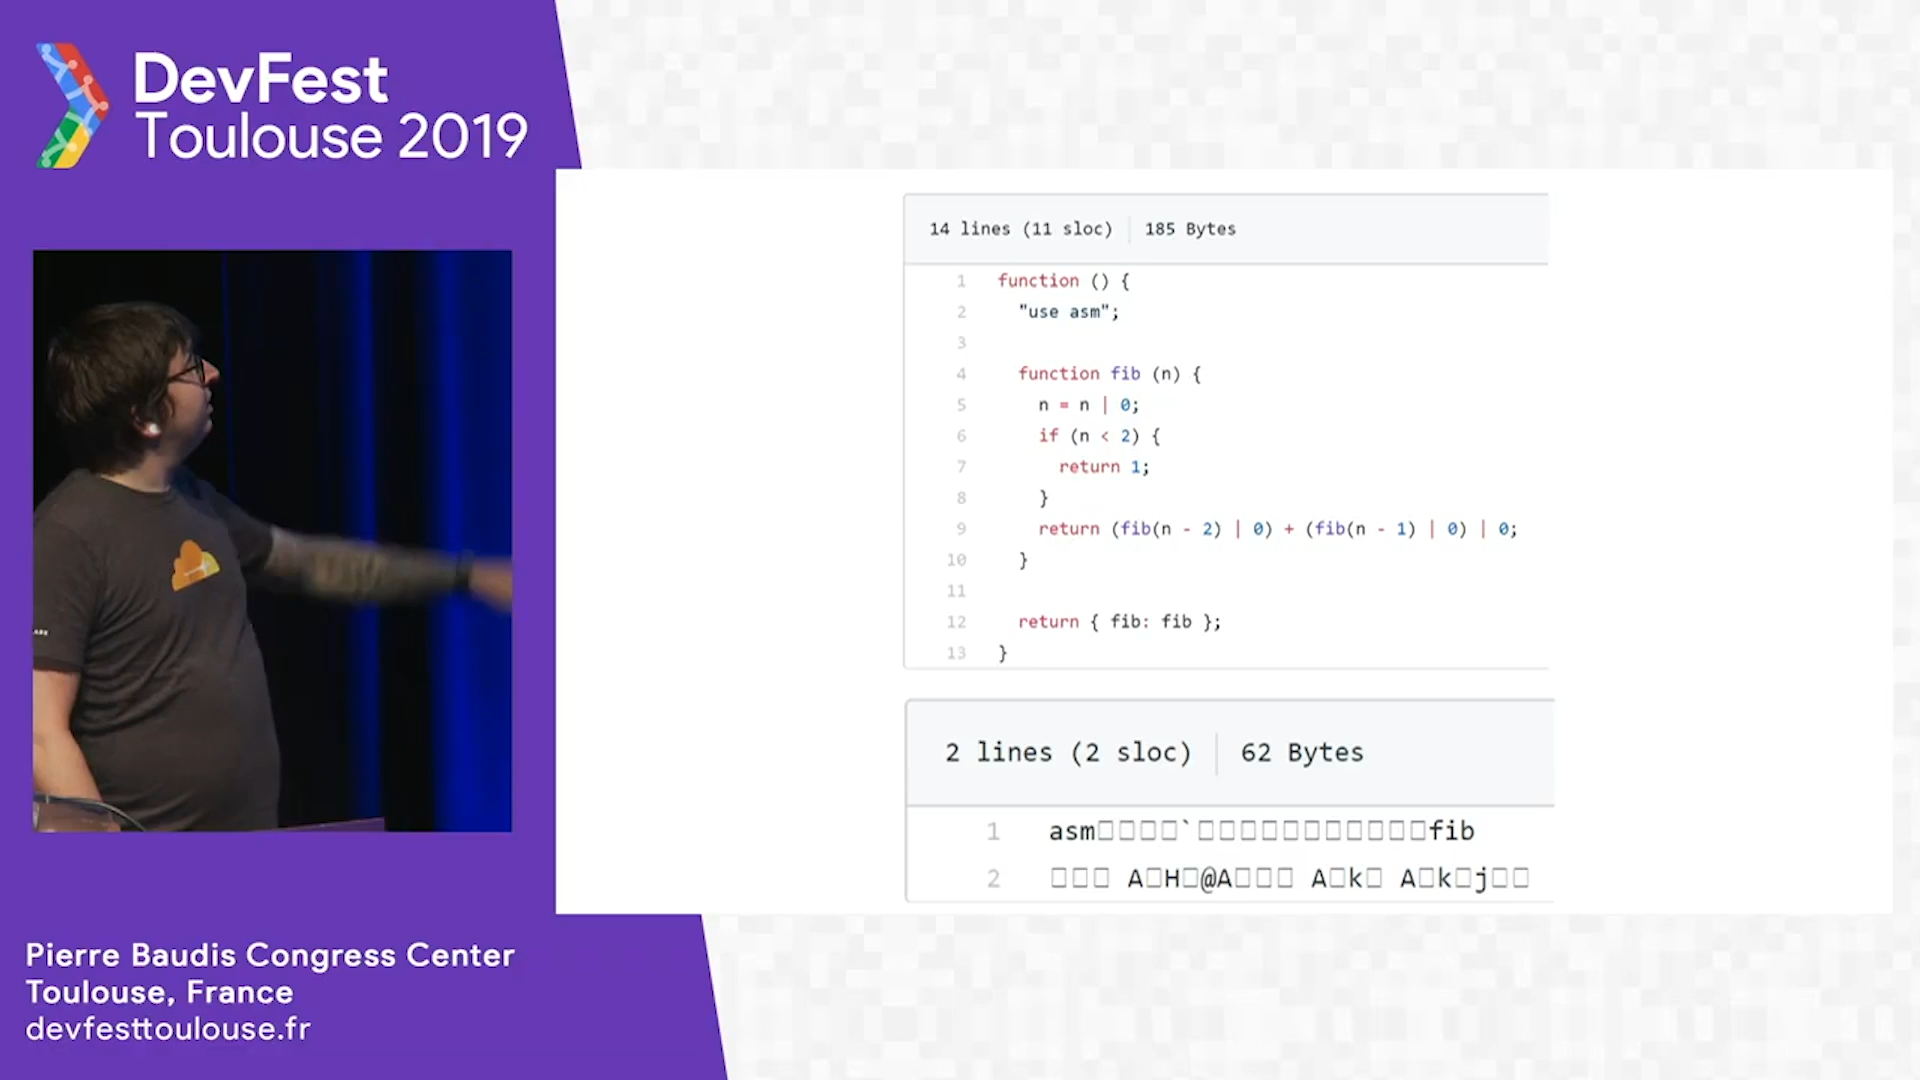 DevFest
Toulouse 2019
14 lines (11 sloc) 185 Bytes
1 function () {
2 "use asm";
3
4 function fib (n) {
5 n = n | 0;
6 if (n < 2) {
7 return 1;
8 }
9 return (fib(n - 2) | 0) + (fib(n - 1) | 0) | 0;
10 }
11
12 return { fib: fib };
13 }
2 lines (2 sloc) 62 Bytes
1 asm□□□□`□□□□□□□□□□□fib
2 □□□ A□H□@A□□□ A□k□ A□k□j□□
Pierre Baudis Congress Center
Toulouse, France
devfesttoulouse.fr